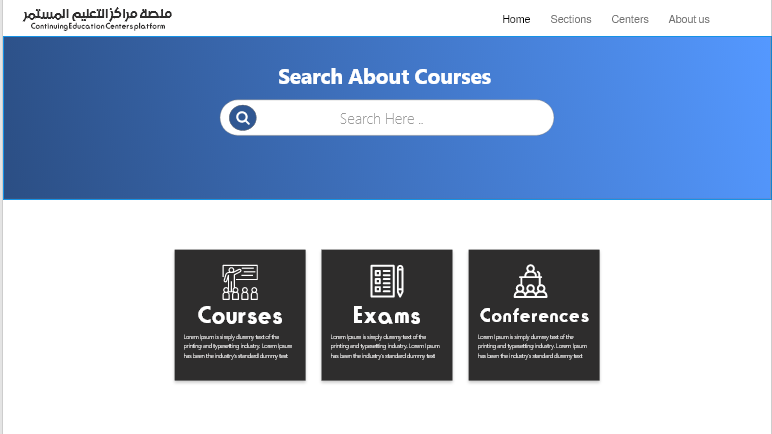 منصة مراكز التعليم المستمر
Continuing Education Centers platform
Home Sections Centers About us
Search About Courses
Search Here ..
Courses
Lorem Ipsum is simply dummy text of the
printing and typesetting industry. Lorem Ipsum
has been the industry's standard dummy text
Exams
Lorem Ipsum is simply dummy text of the
printing and typesetting industry. Lorem Ipsum
has been the industry's standard dummy text
Conferences
Lorem Ipsum is simply dummy text of the
printing and typesetting industry. Lorem Ipsum
has been the industry's standard dummy text